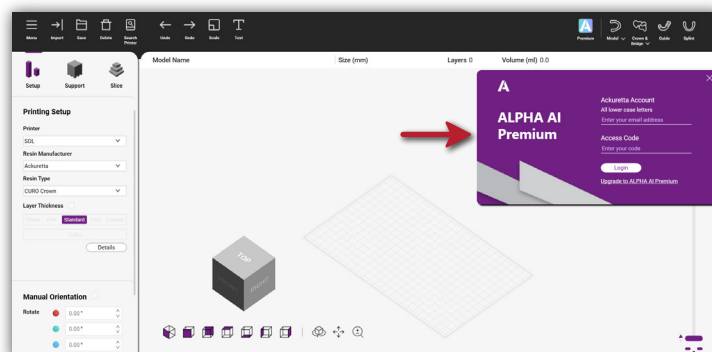 Menu
Import
Save
Delete
Search Printer
Undo
Redo
Scale
Text
Premium
Model
Crown & Bridge
Guide
Splint
Setup
Support
Slice
Model Name
Size (mm)
Layers 0
Volume (ml) 0.0
Printing Setup
Printer
SOL
Resin Manufacturer
Ackuretta
Resin Type
CURO Crown
Layer Thickness
Standard
Details
Manual Orientation
Rotate
0.00°
0.00°
0.00°
TOP
FRONT
RIGHT
ALPHA AI
Premium
Ackuretta Account
All lower case letters
Enter your email address
Access Code
Enter your code
Login
Upgrade to ALPHA AI Premium